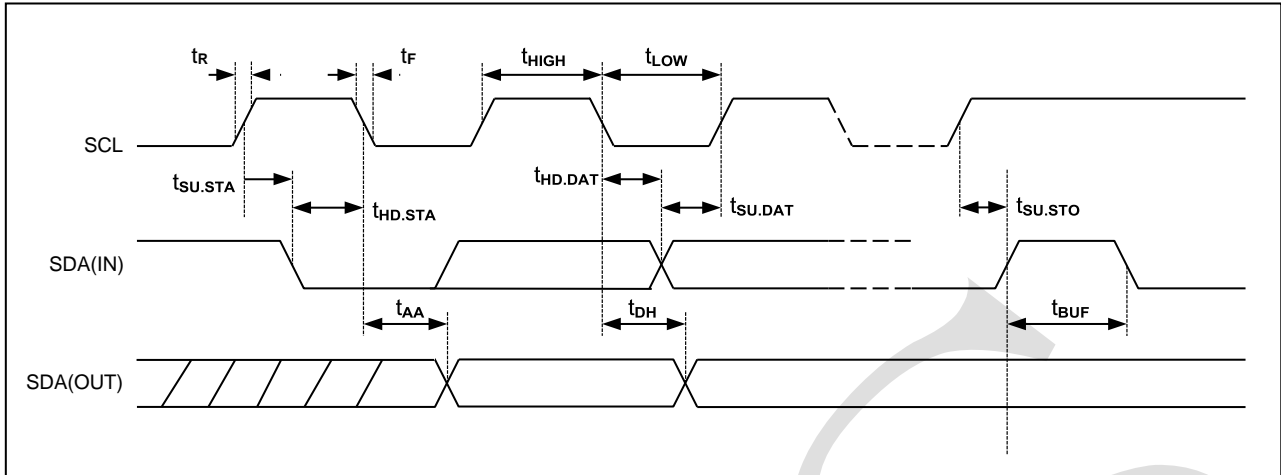 tR tF tHIGH tLOW
SCL
tSU.STA tHD.STA tHD.DAT tSU.DAT tSU.STO
SDA(IN)
tAA tDH tBUF
SDA(OUT)